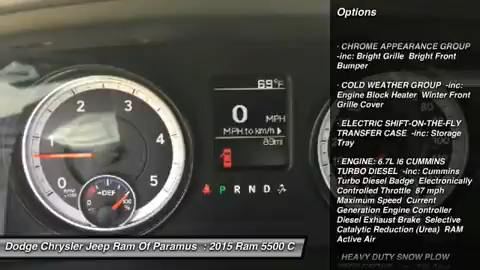 Options
· CHROME APPEARANCE GROUP
-inc: Bright Grille Bright Front
Bumper
· COLD WEATHER GROUP -inc:
Engine Block Heater Winter Front
Grille Cover
· ELECTRIC SHIFT-ON-THE-FLY
TRANSFER CASE -inc: Storage
Tray
· ENGINE: 6.7L I6 CUMMINS
TURBO DIESEL -inc: Cummins
Turbo Diesel Badge Electronically
Controlled Throttle 87 mph
Maximum Speed Current
Generation Engine Controller
Diesel Exhaust Brake Selective
Catalytic Reduction (Urea) RAM
Active Air
· HEAVY DUTY SNOW PLOW
69°F
0 MPH
MPH to km/h
89mi
P R N D
0 1 2 3 4 5
DEF
80
100
Dodge Chrysler Jeep Ram Of Paramus : 2015 Ram 5500 C